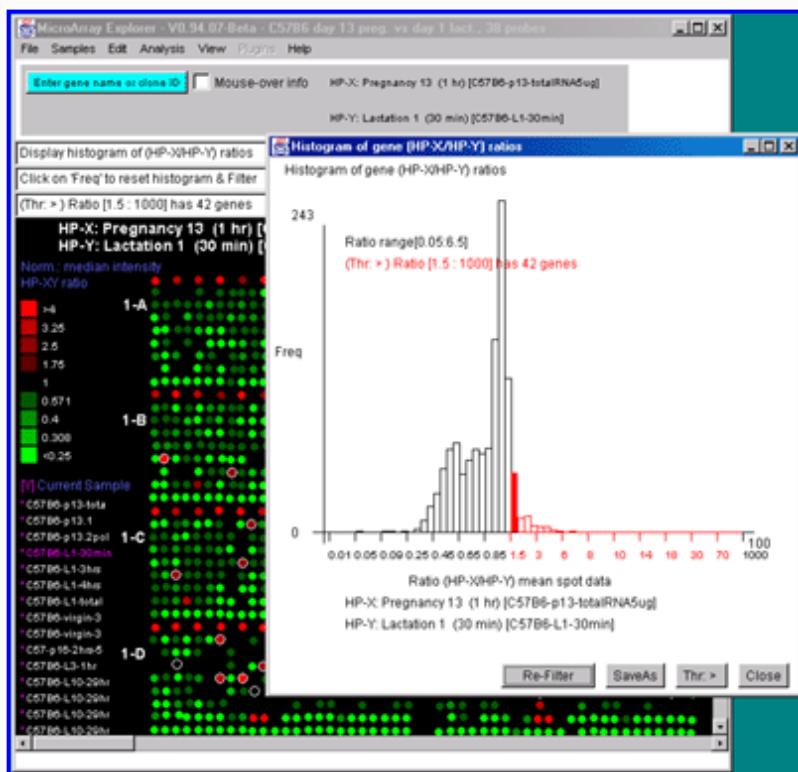 MicroArray Explorer - V0.94.07-Beta - C57B6 day 13 preg. vs day 1 lact., 38 probes
File Samples Edit Analysis View Plugins Help
Enter gene name or clone ID Mouse-over info HP-X: Pregnancy 13 (1 hr) [C57B6-p13-totalRNA5ug]
HP-Y: Lactation 1 (30 min) [C57B6-L1-30min]
Display histogram of (HP-X/HP-Y) ratios
Click on 'Freq' to reset histogram & Filter
(Thr: > ) Ratio [1.5 : 1000] has 42 genes
HP-X: Pregnancy 13 (1 hr)
HP-Y: Lactation 1 (30 min)
Norm.: median intensity
HP-XY ratio
>4
3.25
2.5
1.75
1
0.571
0.4
0.308
<0.25
1-A
1-B
1-C
1-D
[Y] Current Sample
*C57B6-p13-tota
*C57B6-p13.1
*C57B6-p13.2pol
*C57B6-L1-30min
*C57B6-L1-3hrs
*C57B6-L1-4hrs
*C57B6-L1-total
*C57B6-virgin-3
*C57B6-virgin-3
*C57-p16-2hm-5
*C57B6-L3-1hr
*C57B6-L10-29hr
*C57B6-L10-29hr
*C57B6-L10-29hr
*C57B6-L10-29hr
Histogram of gene (HP-X/HP-Y) ratios
Histogram of gene (HP-X/HP-Y) ratios
243
Ratio range[0.05:6.5]
(Thr: > ) Ratio [1.5 : 1000] has 42 genes
Freq
0
0.01 0.05 0.09 0.25 0.45 0.65 0.85 1.5 3 6 8 10 14 18 30 70 100 1000
Ratio (HP-X/HP-Y) mean spot data
HP-X: Pregnancy 13 (1 hr) [C57B6-p13-totalRNA5ug]
HP-Y: Lactation 1 (30 min) [C57B6-L1-30min]
Re-Filter SaveAs Thr: > Close